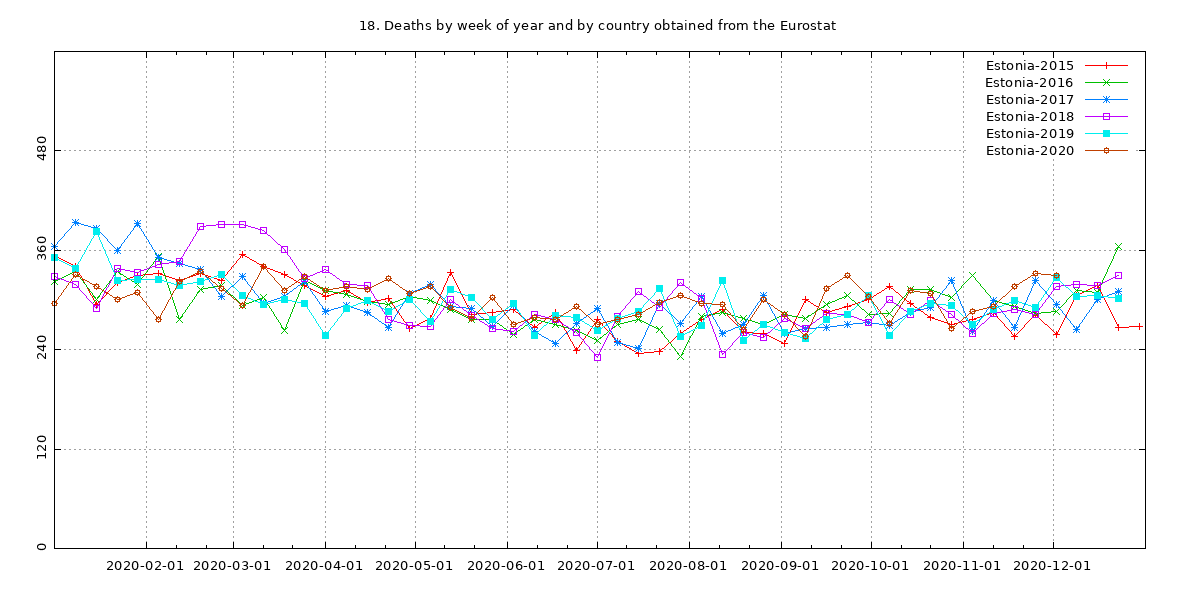 18. Deaths by week of year and by country obtained from the Eurostat
Estonia-2015
Estonia-2016
Estonia-2017
Estonia-2018
Estonia-2019
Estonia-2020
480
360
240
120
0
2020-02-01 2020-03-01 2020-04-01 2020-05-01 2020-06-01 2020-07-01 2020-08-01 2020-09-01 2020-10-01 2020-11-01 2020-12-01